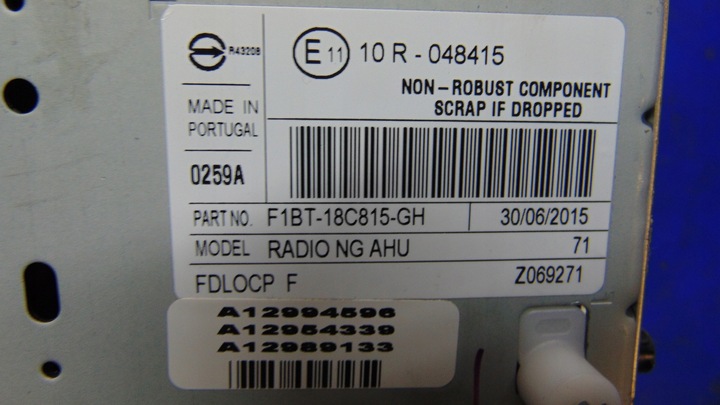 R43208
E 11 10 R - 048415
NON-ROBUST COMPONENT
SCRAP IF DROPPED
MADE IN
PORTUGAL
0259A
PART NO. F1BT-18C815-GH 30/06/2015
MODEL RADIO NG AHU 71
FDLOCP F Z069271
A12994596
A12954339
A12989133